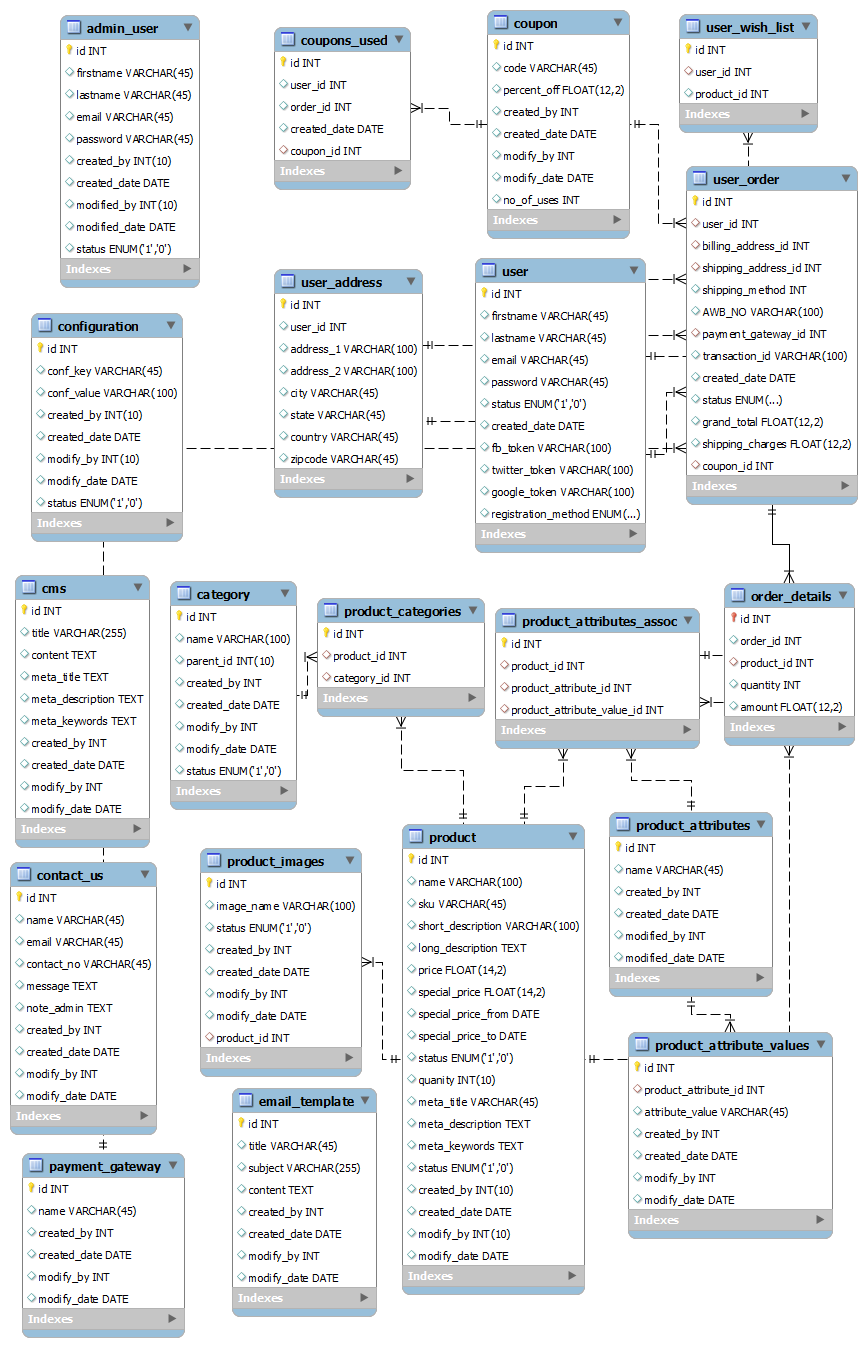 admin_user
id INT
firstname VARCHAR(45)
lastname VARCHAR(45)
email VARCHAR(45)
password VARCHAR(45)
created_by INT(10)
created_date DATE
modified_by INT(10)
modified_date DATE
status ENUM('1','0')
Indexes
coupons_used
id INT
user_id INT
order_id INT
created_date DATE
coupon_id INT
Indexes
coupon
id INT
code VARCHAR(45)
percent_off FLOAT(12,2)
created_by INT
created_date DATE
modify_by INT
modify_date DATE
no_of_uses INT
Indexes
user_wish_list
id INT
user_id INT
product_id INT
Indexes
user_order
id INT
user_id INT
billing_address_id INT
shipping_address_id INT
shipping_method INT
AWB_NO VARCHAR(100)
payment_gateway_id INT
transaction_id VARCHAR(100)
created_date DATE
status ENUM(...)
grand_total FLOAT(12,2)
shipping_charges FLOAT(12,2)
coupon_id INT
Indexes
configuration
id INT
conf_key VARCHAR(45)
conf_value VARCHAR(100)
created_by INT(10)
created_date DATE
modify_by INT(10)
modify_date DATE
status ENUM('1','0')
Indexes
user_address
id INT
user_id INT
address_1 VARCHAR(100)
address_2 VARCHAR(100)
city VARCHAR(45)
state VARCHAR(45)
country VARCHAR(45)
zipcode VARCHAR(45)
Indexes
user
id INT
firstname VARCHAR(45)
lastname VARCHAR(45)
email VARCHAR(45)
password VARCHAR(45)
status ENUM('1','0')
created_date DATE
fb_token VARCHAR(100)
twitter_token VARCHAR(100)
google_token VARCHAR(100)
registration_method ENUM(...)
Indexes
cms
id INT
title VARCHAR(255)
content TEXT
meta_title TEXT
meta_description TEXT
meta_keywords TEXT
created_by INT
created_date DATE
modify_by INT
modify_date DATE
Indexes
category
id INT
name VARCHAR(100)
parent_id INT(10)
created_by INT
created_date DATE
modify_by INT
modify_date DATE
status ENUM('1','0')
Indexes
product_categories
id INT
product_id INT
category_id INT
Indexes
product_attributes_assoc
id INT
product_id INT
product_attribute_id INT
product_attribute_value_id INT
Indexes
order_details
id INT
order_id INT
product_id INT
quantity INT
amount FLOAT(12,2)
Indexes
contact_us
id INT
name VARCHAR(45)
email VARCHAR(45)
contact_no VARCHAR(45)
message TEXT
note_admin TEXT
created_by INT
created_date DATE
modify_by INT
modify_date DATE
Indexes
product_images
id INT
image_name VARCHAR(100)
status ENUM('1','0')
created_by INT
created_date DATE
modify_by INT
modify_date DATE
product_id INT
Indexes
product
id INT
name VARCHAR(100)
sku VARCHAR(45)
short_description VARCHAR(100)
long_description TEXT
price FLOAT(14,2)
special_price FLOAT(14,2)
special_price_from DATE
special_price_to DATE
status ENUM('1','0')
quanity INT(10)
meta_title VARCHAR(45)
meta_description TEXT
meta_keywords TEXT
status ENUM('1','0')
created_by INT(10)
created_date DATE
modify_by INT(10)
modify_date DATE
Indexes
product_attributes
id INT
name VARCHAR(45)
created_by INT
created_date DATE
modified_by INT
modified_date DATE
Indexes
product_attribute_values
id INT
product_attribute_id INT
attribute_value VARCHAR(45)
created_by INT
created_date DATE
modify_by INT
modify_date DATE
Indexes
email_template
id INT
title VARCHAR(45)
subject VARCHAR(255)
content TEXT
created_by INT
created_date DATE
modify_by INT
modify_date DATE
Indexes
payment_gateway
id INT
name VARCHAR(45)
created_by INT
created_date DATE
modify_by INT
modify_date DATE
Indexes